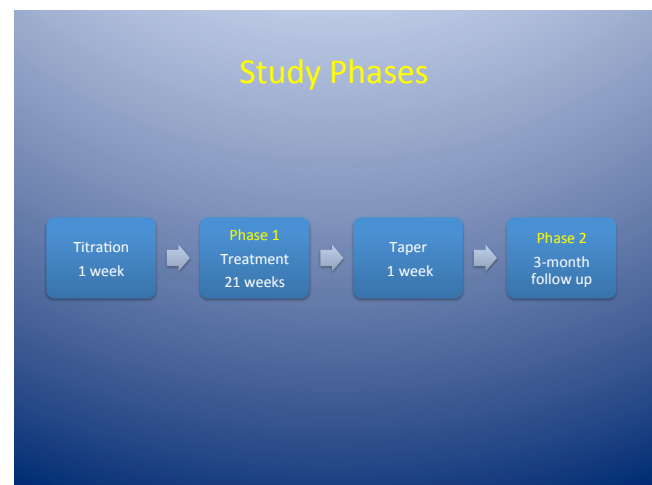 Study Phases
Titration
1 week
Phase 1
Treatment
21 weeks
Taper
1 week
Phase 2
3-month
follow up